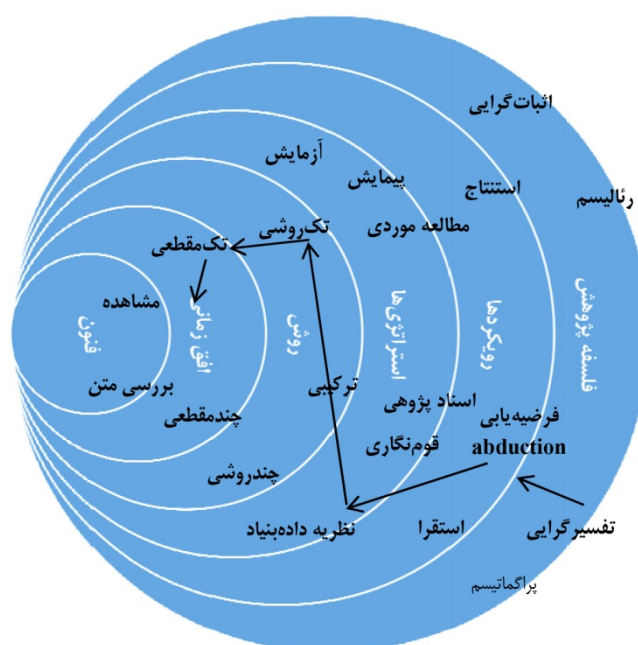 اثبات‌گرایی
رئالیسم
استنتاج
آزمایش
پیمایش
مطالعه موردی
تک‌روشی
تک‌مقطعی
مشاهده
فلسفه پژوهش
رویکردها
استراتژی‌ها
روش
افق زمانی
فنون
بررسی متن
چندمقطعی
ترکیبی
اسناد پژوهی
فرضیه‌یابی
abduction
قوم‌نگاری
چندروشی
نظریه داده‌بنیاد
استقرا
تفسیرگرایی
پراگماتیسم